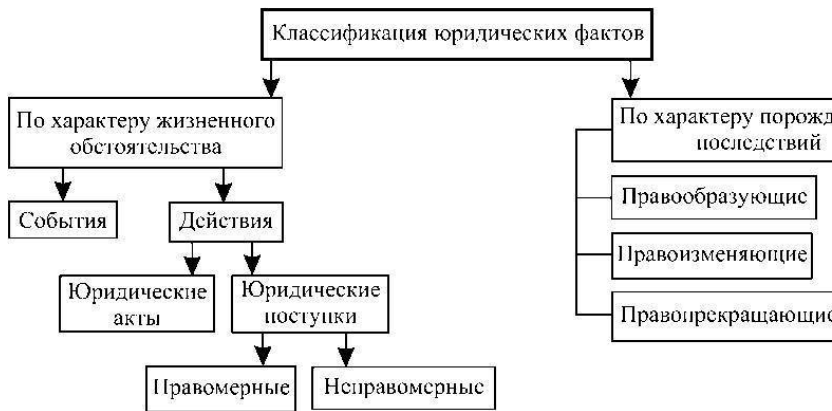 Классификация юридических фактов
По характеру жизненного
обстоятельства
События
Действия
Юридические
акты
Юридические
поступки
Правомерные
Неправомерные
По характеру
последствий
Правообразующие
Правоизменяющие
Правопрекращающие